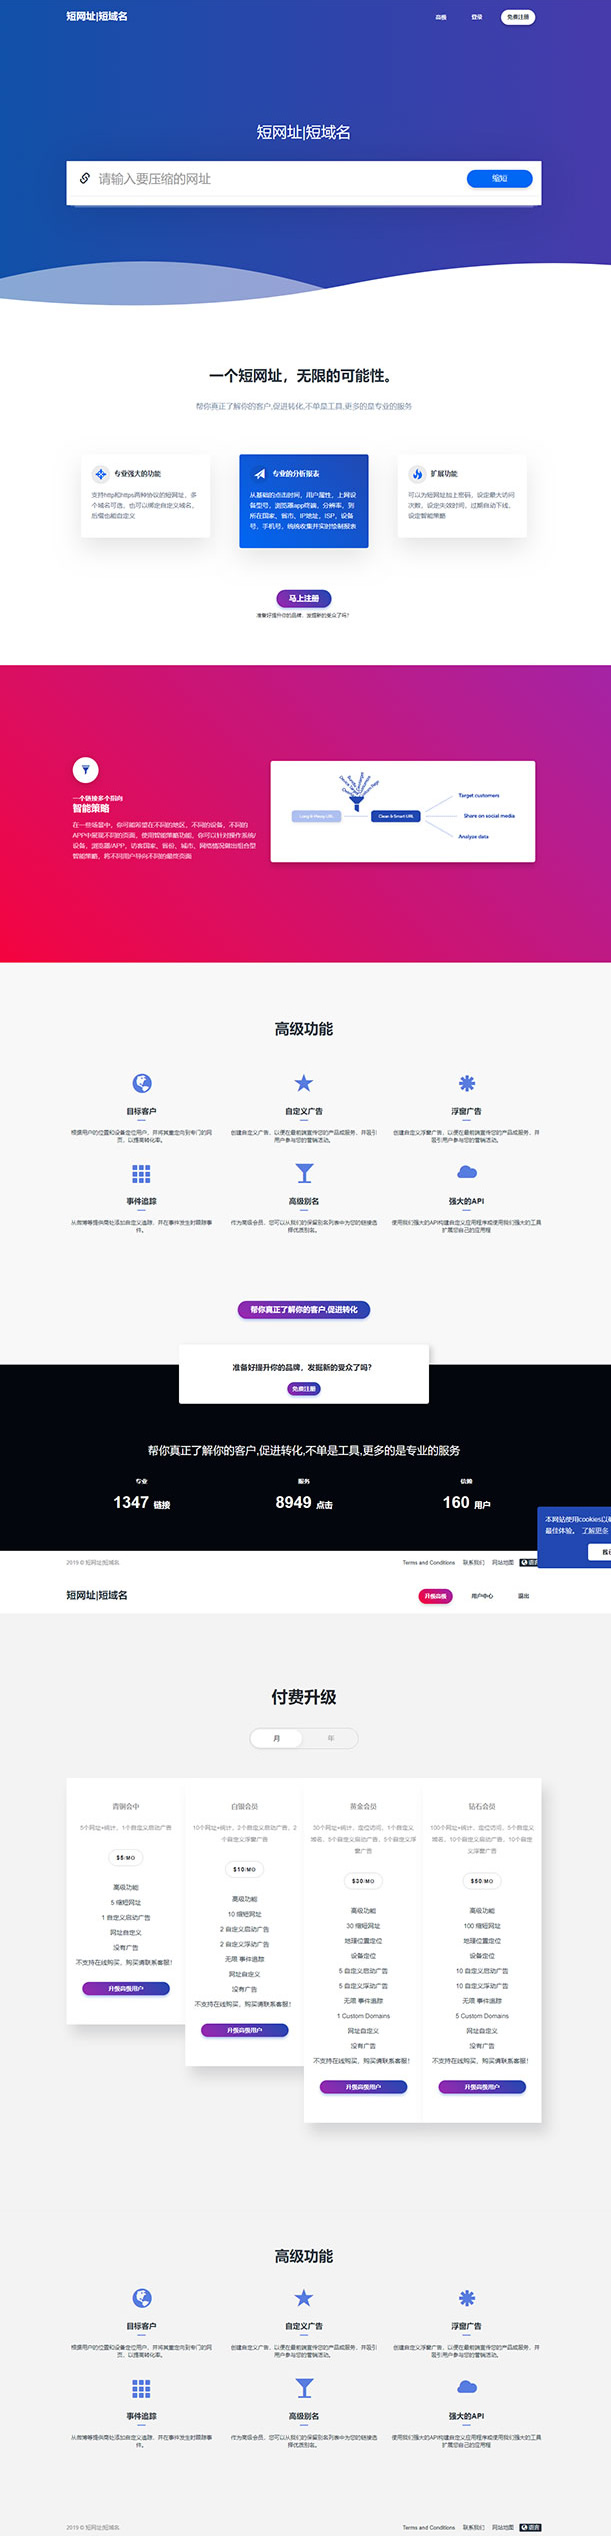 短网址|短域名
高级
登录
免费注册
短网址|短域名
请输入要压缩的网址
缩短
一个短网址，无限的可能性。
帮你真正了解你的客户,促进转化,不单是工具,更多的是专业的服务
专业强大的功能
支持http和https两种协议的短网址，多
个域名可选，也可以绑定自定义域名，
后缀也能自定义
专业的分析报表
从基础的点击时间，用户属性，上网设
备型号，浏览器app终端，分辨率，到
所在国家、省市、IP地址，ISP，设备
号，手机号，统统收集并实时绘制报表
扩展功能
可以为短网址加上密码，设定最大访问
次数，设定失效时间，过期自动下线，
设定智能策略
马上注册
准备好提升你的品牌，发掘新的受众了吗?
一个链接多个指向
智能策略
在一些场景中，你可能希望在不同的地区，不同的设备，不同的
APP中展现不同的页面，使用智能策略功能，你可以针对操作系统/
设备，浏览器/APP，访客国家、省份、城市，网络情况做出组合型
智能策略，将不同用户导向不同的最终页面
Long & Messy URL
Clean & Smart URL
Target customers
Share on social media
Analyze data
高级功能
目标客户
根据用户的位置和设备定位用户，并将其重定向到专门的网
页，以提高转化率。
自定义广告
创建自定义广告，以便在最前端宣传您的产品或服务，并吸引
用户参与您的营销活动。
浮窗广告
创建自定义浮窗广告，以便在最前端宣传您的产品或服务，并
吸引用户参与您的营销活动。
事件追踪
从微博等提供商处添加自定义追踪，并在事件发生时跟踪事
件。
高级别名
作为高级会员，您可以从我们的保留别名列表中为您的链接选
择优质别名。
强大的API
使用我们强大的API构建自定义应用程序或使用我们强大的工具
扩展您自己的应用程
帮你真正了解你的客户,促进转化
准备好提升你的品牌，发掘新的受众了吗?
免费注册
帮你真正了解你的客户,促进转化,不单是工具,更多的是专业的服务
专业
1347 链接
服务
8949 点击
信赖
160 用户
本网站使用cookies以
最佳体验。 了解更多
2019 © 短网址|短域名
Terms and Conditions
联系我们
网站地图
语言
短网址|短域名
升级高级
用户中心
退出
付费升级
月
年
青铜会中
5个网址+统计，1个自定义启动广告
$5/MO
高级功能
5 缩短网址
1 自定义启动广告
网址自定义
没有广告
不支持在线购买，购买请联系客服!
升级高级用户
白银会员
10个网址+统计，2个自定义启动广告，2
个自定义浮窗广告
$10/MO
高级功能
10 缩短网址
2 自定义启动广告
2 自定义浮动广告
无限 事件追踪
网址自定义
没有广告
不支持在线购买，购买请联系客服!
升级高级用户
黄金会员
50个网址+统计，定位访问，1个自定义
域名，5个自定义启动广告，5个自定义浮
窗广告
$30/MO
高级功能
30 缩短网址
地理位置定位
设备定位
5 自定义启动广告
5 自定义浮动广告
无限 事件追踪
1 Custom Domains
网址自定义
没有广告
不支持在线购买，购买请联系客服!
升级高级用户
钻石会员
100个网址+统计，定位访问，5个自定义
域名，10个自定义启动广告，10个自定
义浮窗广告
$50/MO
高级功能
100 缩短网址
地理位置定位
设备定位
10 自定义启动广告
10 自定义浮动广告
无限 事件追踪
5 Custom Domains
网址自定义
没有广告
不支持在线购买，购买请联系客服!
升级高级用户
高级功能
目标客户
根据用户的位置和设备定位用户，并将其重定向到专门的网
页，以提高转化率。
自定义广告
创建自定义广告，以便在最前端宣传您的产品或服务，并吸引
用户参与您的营销活动。
浮窗广告
创建自定义浮窗广告，以便在最前端宣传您的产品或服务，并
吸引用户参与您的营销活动。
事件追踪
从微博等提供商处添加自定义追踪，并在事件发生时跟踪事
件。
高级别名
作为高级会员，您可以从我们的保留别名列表中为您的链接选
择优质别名。
强大的API
使用我们强大的API构建自定义应用程序或使用我们强大的工具
扩展您自己的应用程
2019 © 短网址|短域名
Terms and Conditions
联系我们
网站地图
语言